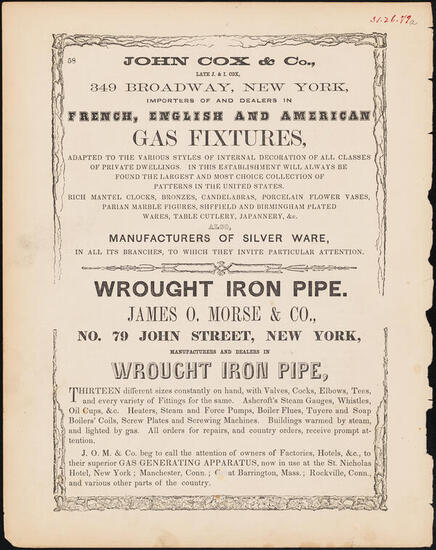 31.26.79a
58
JOHN COX & Co.,
LATE J. & I. COX,
349 BROADWAY, NEW YORK,
IMPORTERS OF AND DEALERS IN
FRENCH, ENGLISH AND AMERICAN
GAS FIXTURES,
ADAPTED TO THE VARIOUS STYLES OF INTERNAL DECORATION OF ALL CLASSES
OF PRIVATE DWELLINGS. IN THIS ESTABLISHMENT WILL ALWAYS BE
FOUND THE LARGEST AND MOST CHOICE COLLECTION OF
PATTERNS IN THE UNITED STATES.
RICH MANTEL CLOCKS, BRONZES, CANDELABRAS, PORCELAIN FLOWER VASES,
PARIAN MARBLE FIGURES, SHFFIELD AND BIRMINGHAM PLATED
WARES, TABLE CUTLERY, JAPANNERY, &c.
ALSO,
MANUFACTURERS OF SILVER WARE,
IN ALL ITS BRANCHES, TO WHICH THEY INVITE PARTICULAR ATTENTION.
WROUGHT IRON PIPE.
JAMES O. MORSE & CO.,
NO. 79 JOHN STREET, NEW YORK,
MANUFACTURERS AND DEALERS IN
WROUGHT IRON PIPE,
THIRTEEN different sizes constantly on hand, with Valves, Cocks, Elbows, Tees,
and every variety of Fittings for the same. Ashcroft's Steam Gauges, Whistles,
Oil Cups, &c. Heaters, Steam and Force Pumps, Boiler Flues, Tuyere and Soap
Boilers' Coils, Screw Plates and Screwing Machines. Buildings warmed by steam,
and lighted by gas. All orders for repairs, and country orders, receive prompt at-
tention.
J. O. M. & Co. beg to call the attention of owners of Factories, Hotels, &c., to
their superior GAS GENERATING APPARATUS, now in use at the St. Nicholas
Hotel, New York; Manchester, Conn.; G at Barrington, Mass.; Rockville, Conn.,
and various other parts of the country.